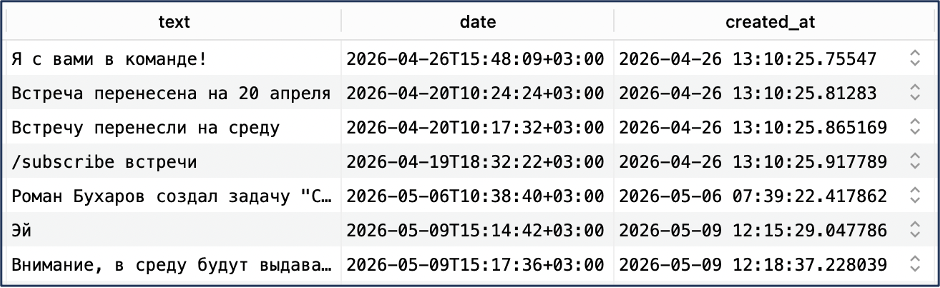 text date created_at
Я с вами в команде! 2026-04-26T15:48:09+03:00 2026-04-26 13:10:25.75547
Встреча перенесена на 20 апреля 2026-04-20T10:24:24+03:00 2026-04-26 13:10:25.81283
Встречу перенесли на среду 2026-04-20T10:17:32+03:00 2026-04-26 13:10:25.865169
/subscribe встречи 2026-04-19T18:32:22+03:00 2026-04-26 13:10:25.917789
Роман Бухаров создал задачу "С… 2026-05-06T10:38:40+03:00 2026-05-06 07:39:22.417862
Эй 2026-05-09T15:14:42+03:00 2026-05-09 12:15:29.047786
Внимание, в среду будут выдава… 2026-05-09T15:17:36+03:00 2026-05-09 12:18:37.228039